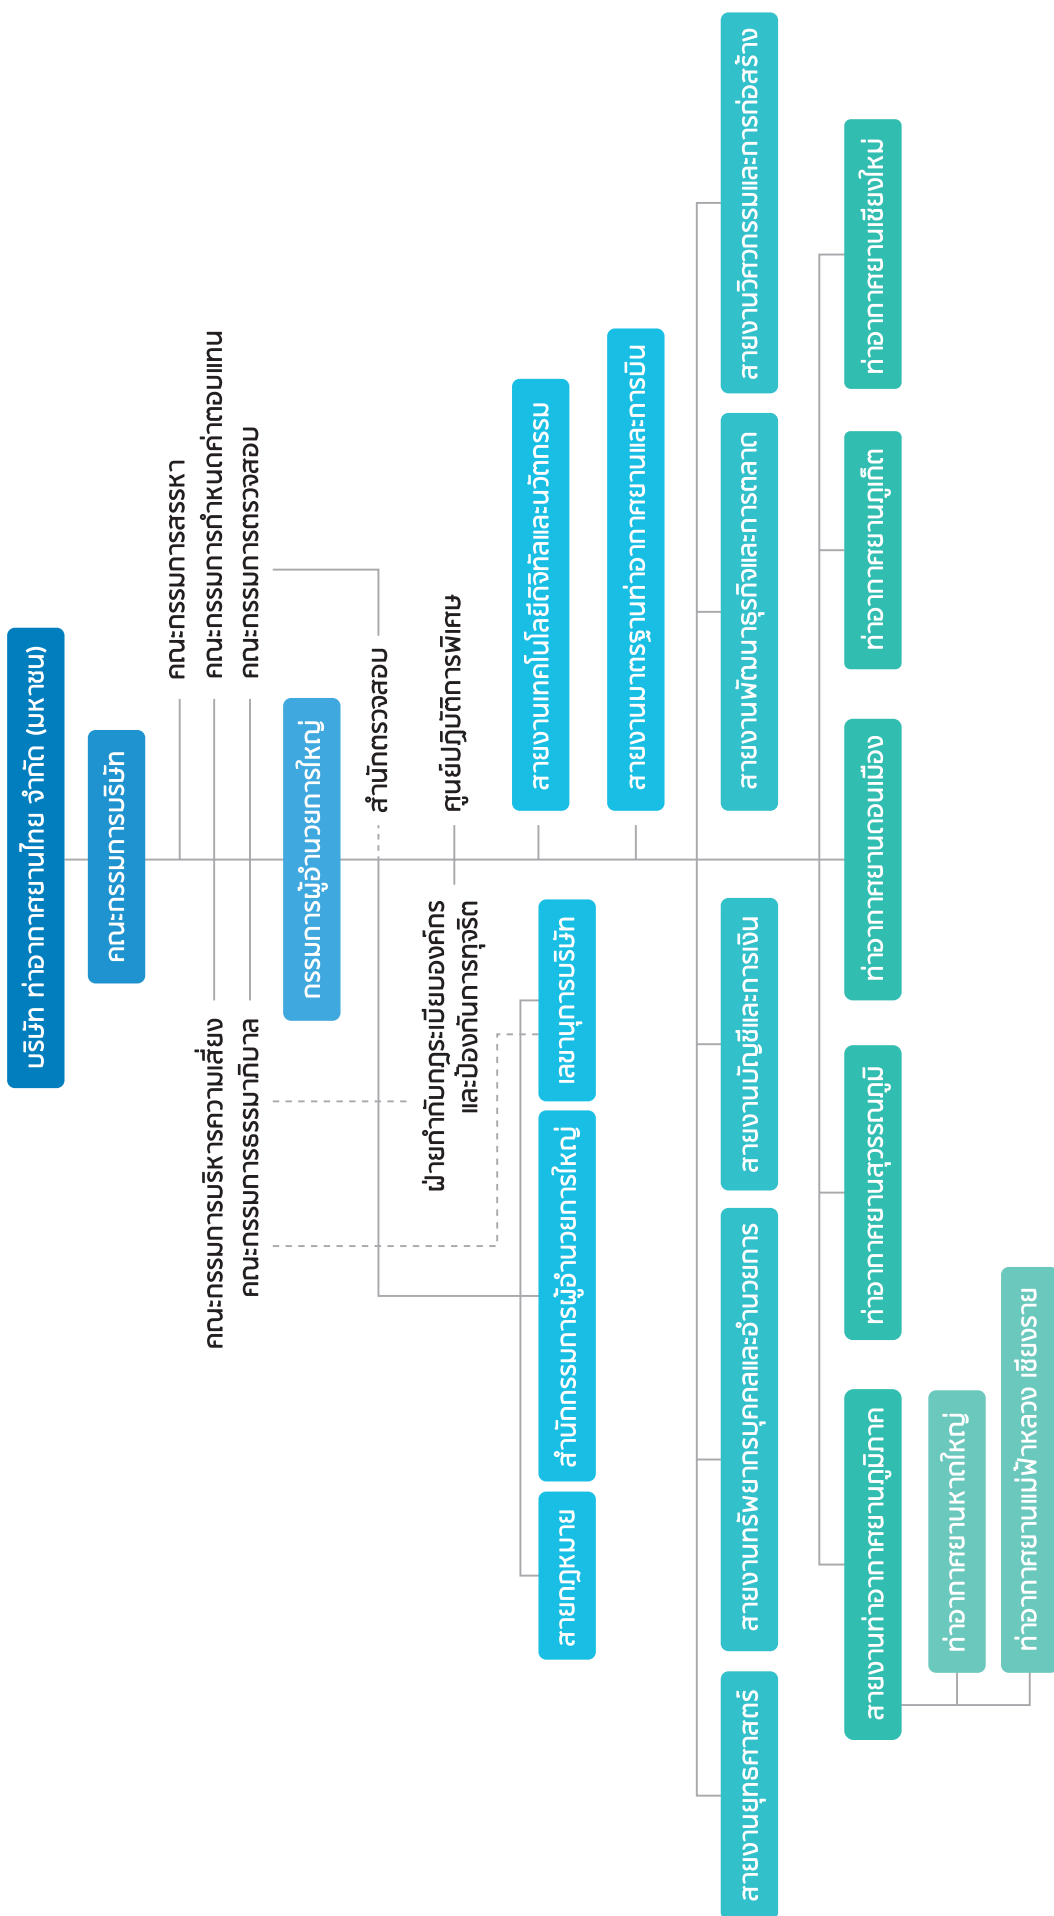 บริษัท ท่าอากาศยานไทย จำกัด (มหาชน)
คณะกรรมการบริษัท
คณะกรรมการสรรหา
คณะกรรมการบริหารความเสี่ยง
คณะกรรมการกำหนดค่าตอบแทน
คณะกรรมการธรรมาภิบาล
คณะกรรมการตรวจสอบ
กรรมการผู้อำนวยการใหญ่
สำนักตรวจสอบ
ฝ่ายกำกับกฎระเบียบองค์กร
และป้องกันการทุจริต
ศูนย์ปฏิบัติการพิเศษ
สายกฎหมาย
สำนักกรรมการผู้อำนวยการใหญ่
เลขานุการบริษัท
สายงานเทคโนโลยีดิจิทัลและนวัตกรรม
สายงานมาตรฐานท่าอากาศยานและการบิน
สายงานยุทธศาสตร์
สายงานทรัพยากรบุคคลและอำนวยการ
สายงานบัญชีและการเงิน
สายงานพัฒนาธุรกิจและการตลาด
สายงานวิศวกรรมและการก่อสร้าง
สายงานท่าอากาศยานภูมิภาค
ท่าอากาศยานสุวรรณภูมิ
ท่าอากาศยานดอนเมือง
ท่าอากาศยานภูเก็ต
ท่าอากาศยานเชียงใหม่
ท่าอากาศยานหาดใหญ่
ท่าอากาศยานแม่ฟ้าหลวง เชียงราย